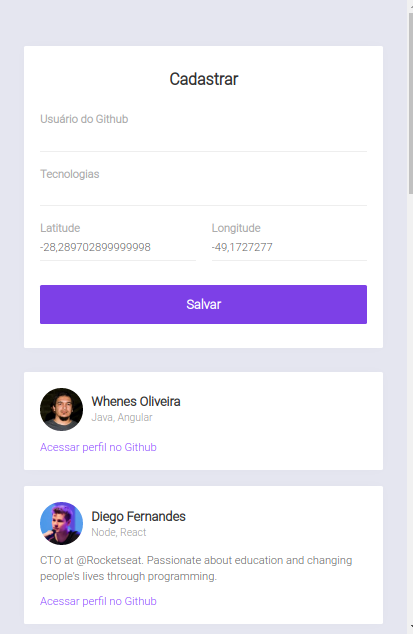 Cadastrar
Usuário do Github
Tecnologias
Latitude Longitude
-28,289702899999998 -49,1727277
Salvar
Whenes Oliveira
Java, Angular
Acessar perfil no Github
Diego Fernandes
Node, React
CTO at @Rocketseat. Passionate about education and changing
people's lives through programming.
Acessar perfil no Github